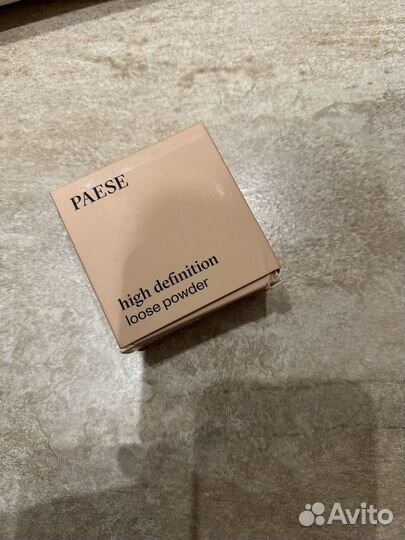 PAESE
high definition
loose powder
Avito